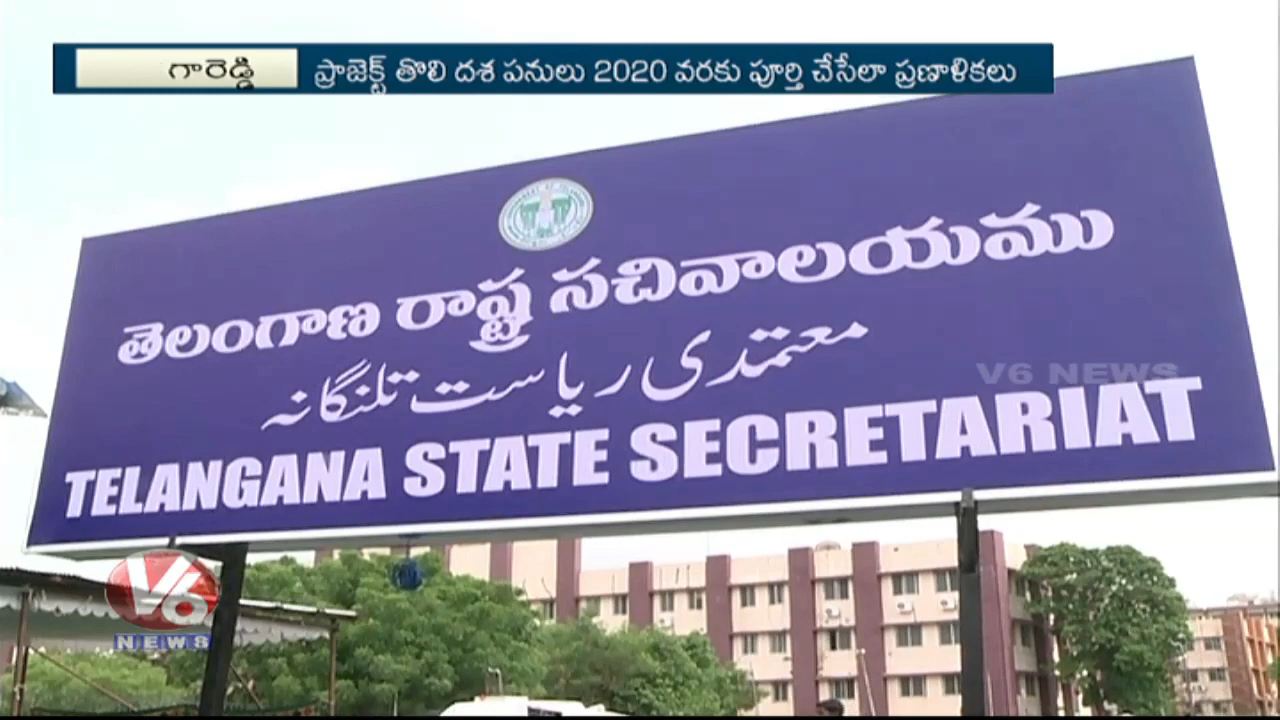 గారెడ్డి ప్రాజెక్ట్ తొలి దశ పనులు 2020 వరకు పూర్తి చేసేలా ప్రణాళికలు
తెలంగాణ రాష్ట్ర సచివాలయము
معتمدی ریاست تلنگانہ
V6 NEWS
TELANGANA STATE SECRETARIAT
V6
NEWS